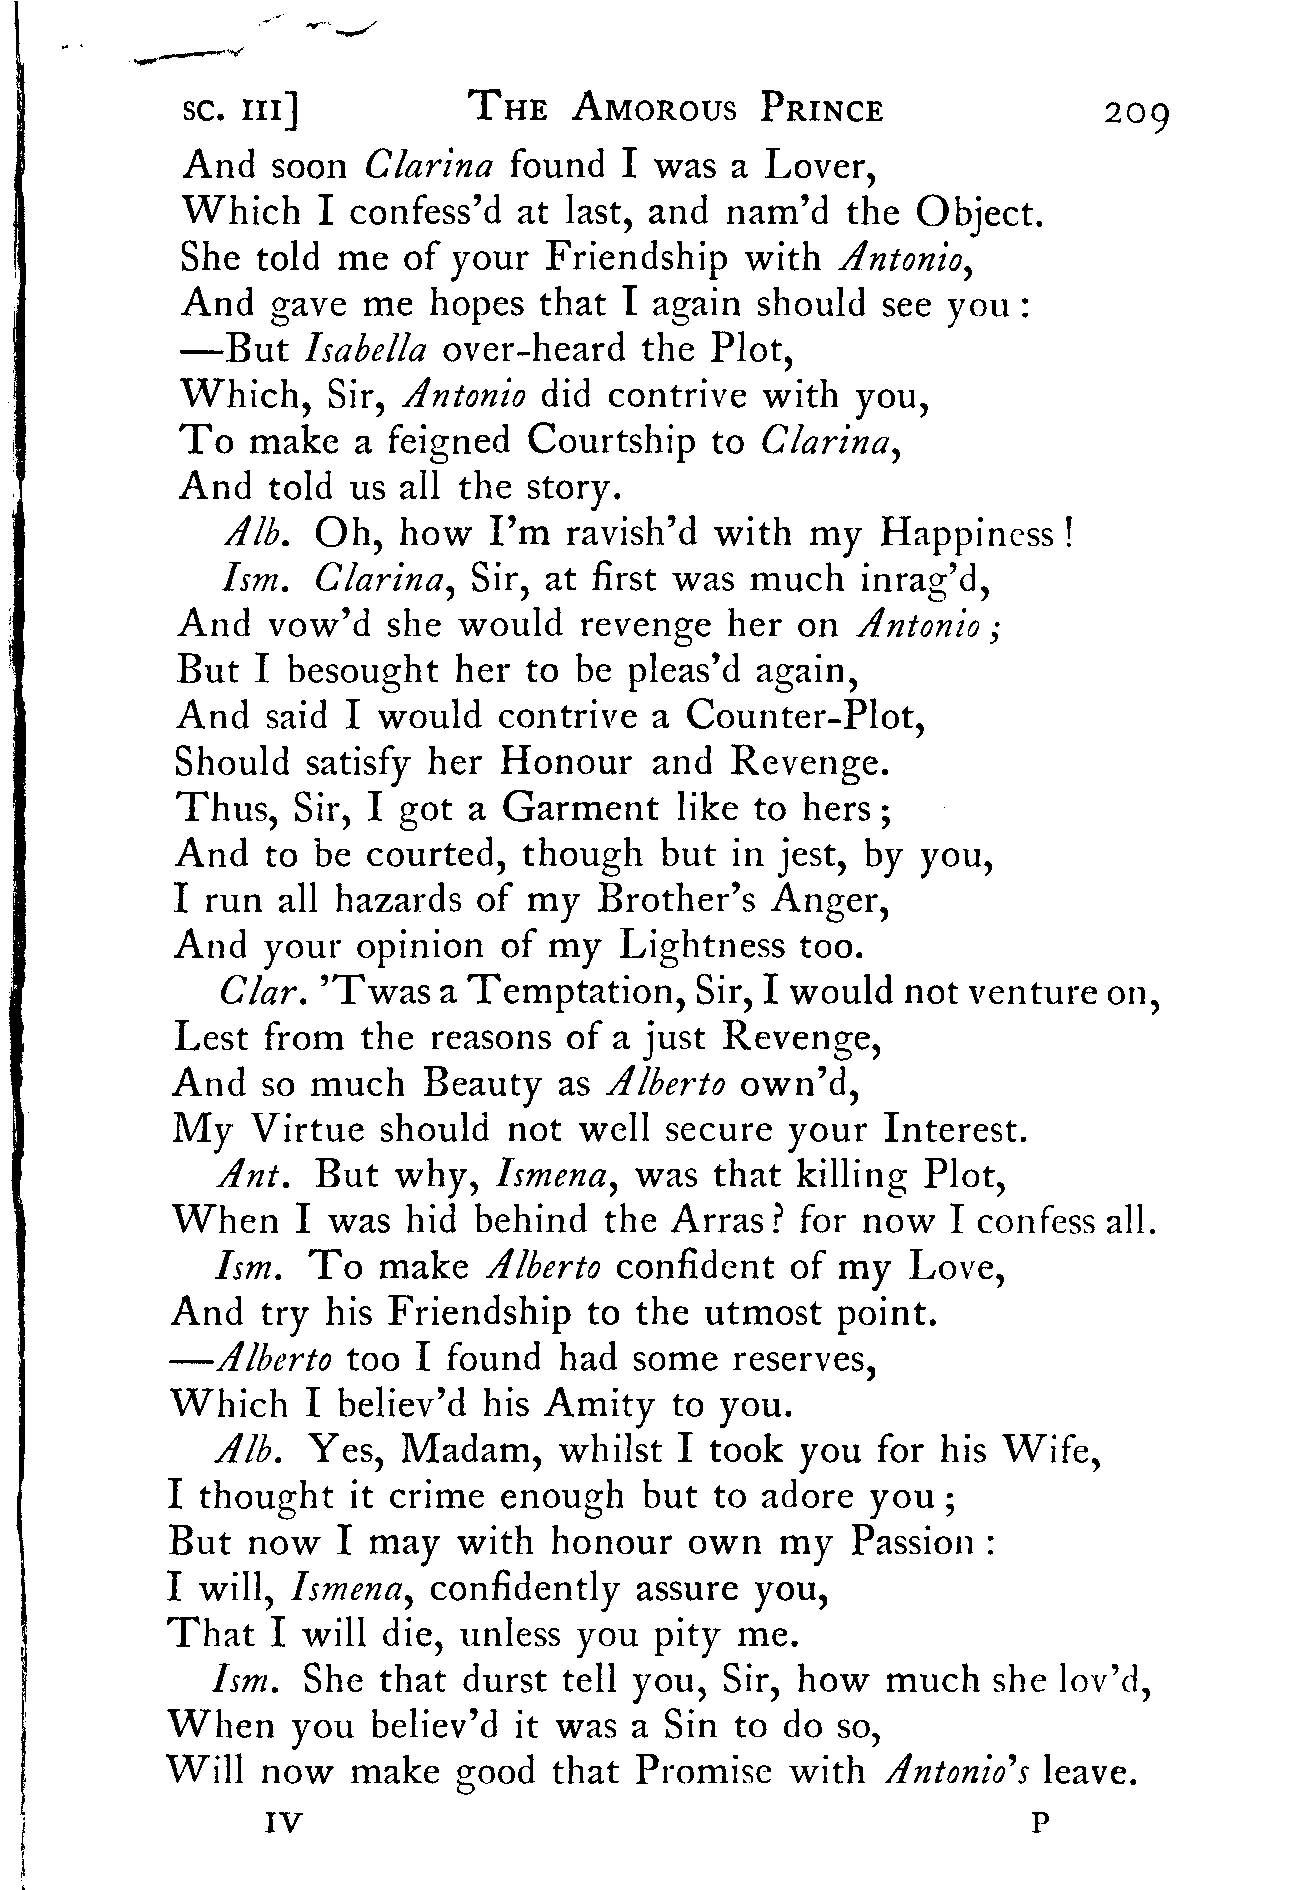 SC. III] THE AMOROUS PRINCE 209
And soon Clarina found I was a Lover,
Which I confess'd at last, and nam'd the Object.
She told me of your Friendship with Antonio,
And gave me hopes that I again should see you :
—But Isabella over-heard the Plot,
Which, Sir, Antonio did contrive with you,
To make a feigned Courtship to Clarina,
And told us all the story.
Alb. Oh, how I'm ravish'd with my Happiness !
Ism. Clarina, Sir, at first was much inrag'd,
And vow'd she would revenge her on Antonio ;
But I besought her to be pleas'd again,
And said I would contrive a Counter-Plot,
Should satisfy her Honour and Revenge.
Thus, Sir, I got a Garment like to hers ;
And to be courted, though but in jest, by you,
I run all hazards of my Brother's Anger,
And your opinion of my Lightness too.
Clar. 'Twas a Temptation, Sir, I would not venture on,
Lest from the reasons of a just Revenge,
And so much Beauty as Alberto own'd,
My Virtue should not well secure your Interest.
Ant. But why, Ismena, was that killing Plot,
When I was hid behind the Arras? for now I confess all.
Ism. To make Alberto confident of my Love,
And try his Friendship to the utmost point.
—Alberto too I found had some reserves,
Which I believ'd his Amity to you.
Alb. Yes, Madam, whilst I took you for his Wife,
I thought it crime enough but to adore you ;
But now I may with honour own my Passion :
I will, Ismena, confidently assure you,
That I will die, unless you pity me.
Ism. She that durst tell you, Sir, how much she lov'd,
When you believ'd it was a Sin to do so,
Will now make good that Promise with Antonio's leave.
IV P